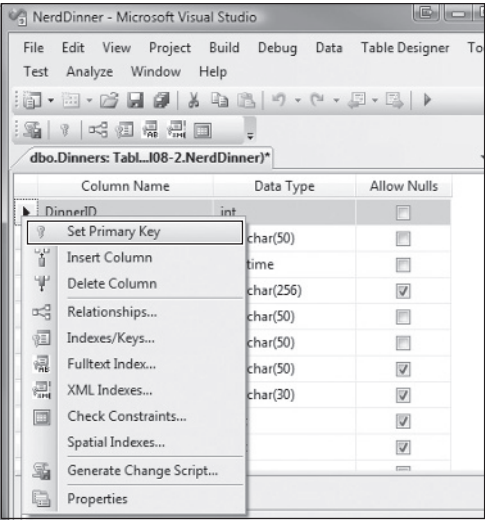 NerdDinner - Microsoft Visual Studio
File Edit View Project Build Debug Data Table Designer
Test Analyze Window Help
dbo.Dinners: Tabl...l08-2.NerdDinner)*
Column Name Data Type Allow Nulls
DinnerID int
Set Primary Key
char(50)
Insert Column
time
Delete Column
char(256)
Relationships...
char(50)
Indexes/Keys...
char(50)
Fulltext Index...
char(50)
XML Indexes...
char(30)
Check Constraints...
Spatial Indexes...
Generate Change Script...
Properties